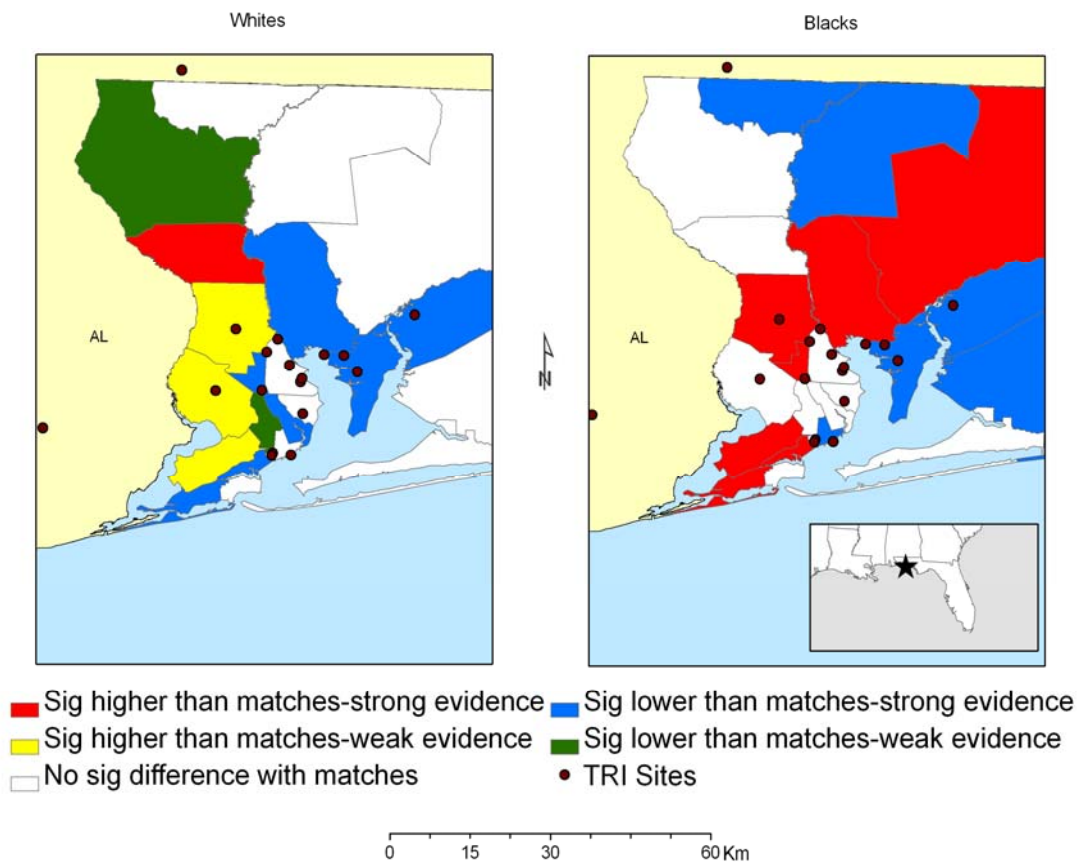 Whites
Blacks
AL
AL
N
Sig higher than matches-strong evidence
Sig lower than matches-strong evidence
Sig higher than matches-weak evidence
Sig lower than matches-weak evidence
No sig difference with matches
TRI Sites
0 15 30 60 Km